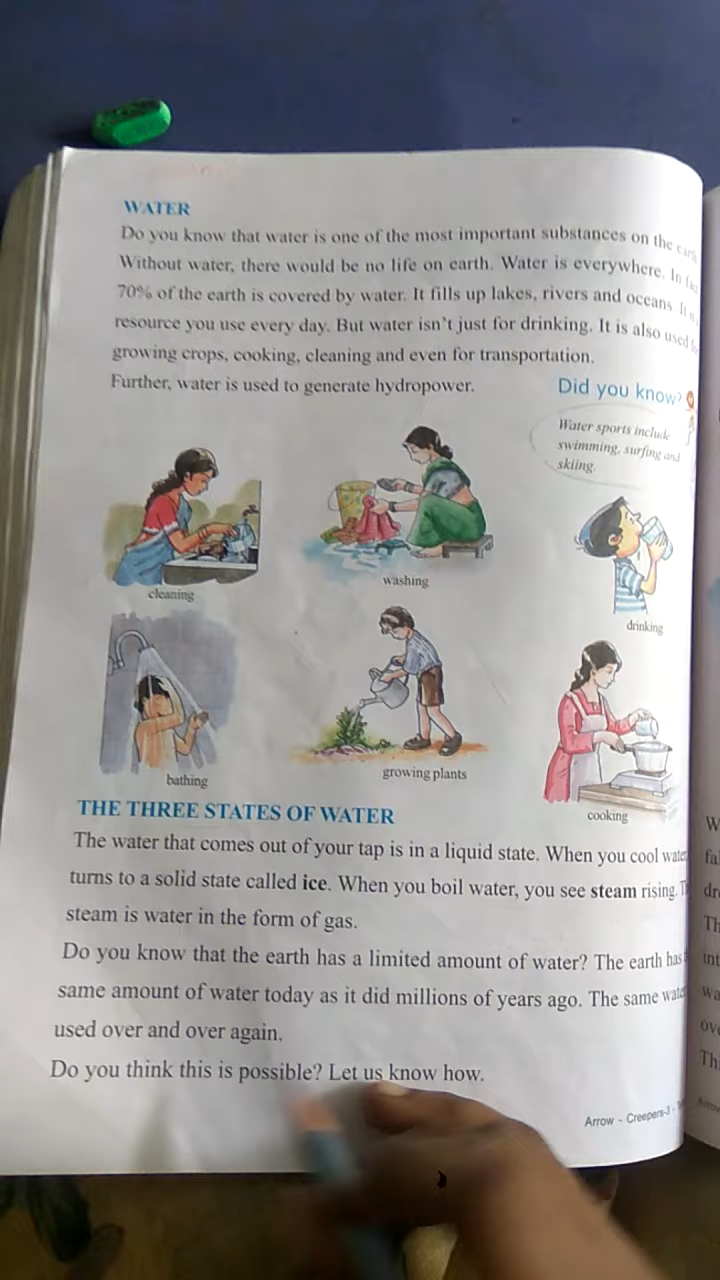 WATER
Do you know that water is one of the most important substances on the
Without water, there would be no life on earth. Water is everywhere. In
70% of the earth is covered by water. It fills up lakes, rivers and oceans. It
resource you use every day. But water isn't just for drinking. It is also used
growing crops, cooking, cleaning and even for transportation.
Further, water is used to generate hydropower.
Did you know?
Water sports include
swimming, surfing and
skiing.
cleaning
washing
drinking
bathing
growing plants
cooking
THE THREE STATES OF WATER
The water that comes out of your tap is in a liquid state. When you cool water
turns to a solid state called ice. When you boil water, you see steam rising.
steam is water in the form of gas.
Do you know that the earth has a limited amount of water? The earth has
same amount of water today as it did millions of years ago. The same water
used over and over again.
Do you think this is possible? Let us know how.
Arrow - Creepers-3 -